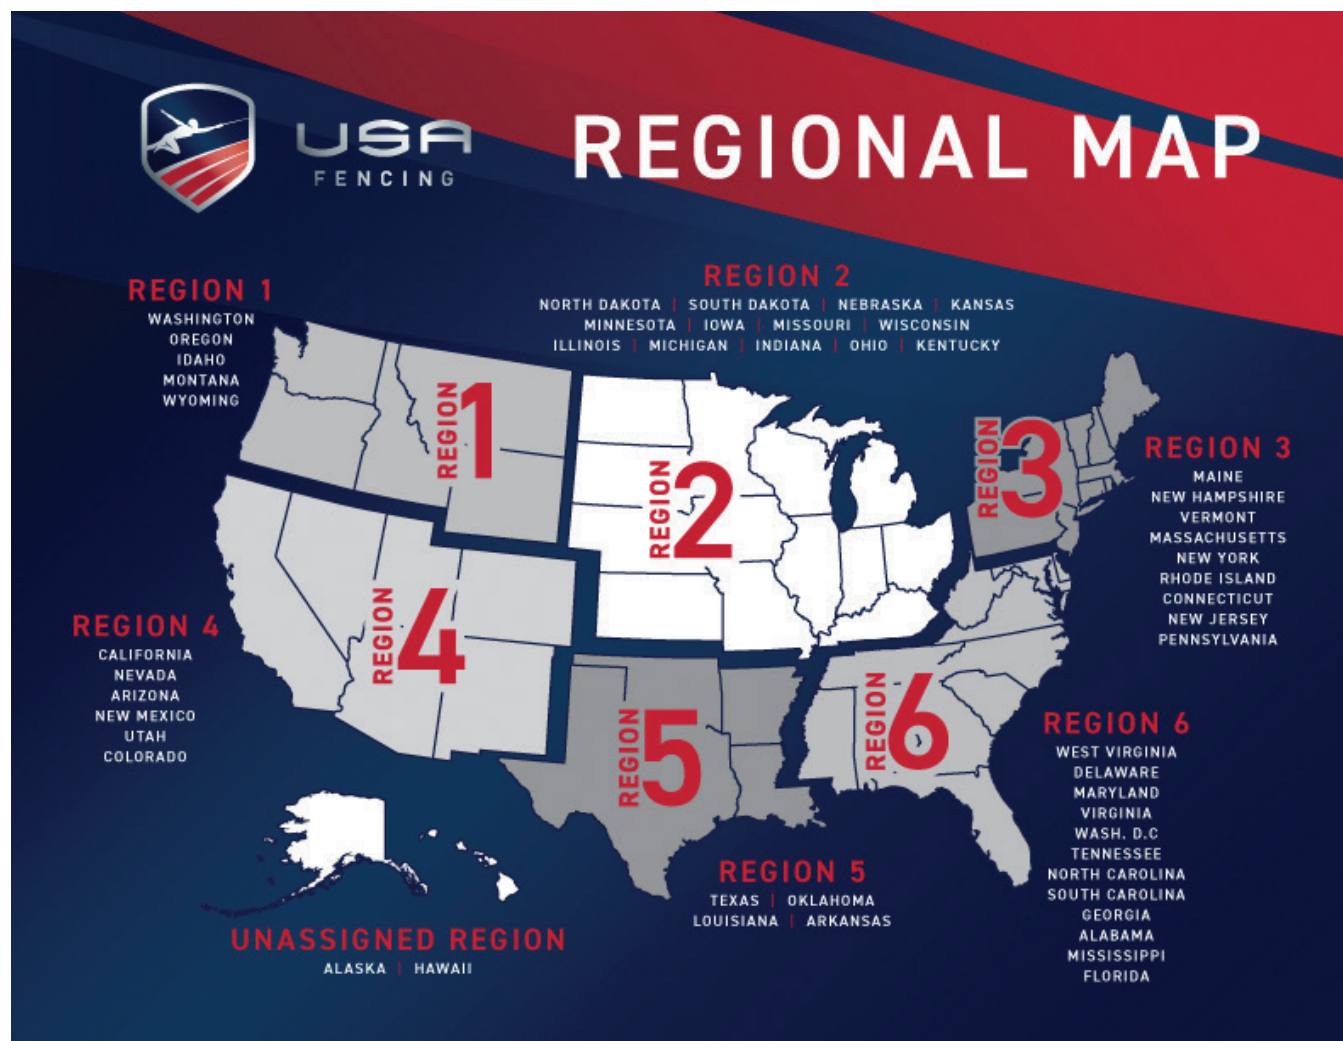 USA
FENCING
REGIONAL MAP
REGION 1
WASHINGTON
OREGON
IDAHO
MONTANA
WYOMING
REGION 2
NORTH DAKOTA | SOUTH DAKOTA | NEBRASKA | KANSAS
MINNESOTA | IOWA | MISSOURI | WISCONSIN
ILLINOIS | MICHIGAN | INDIANA | OHIO | KENTUCKY
REGION 1
REGION 2
REGION 3
REGION 3
MAINE
NEW HAMPSHIRE
VERMONT
MASSACHUSETTS
NEW YORK
RHODE ISLAND
CONNECTICUT
NEW JERSEY
PENNSYLVANIA
REGION 4
CALIFORNIA
NEVADA
ARIZONA
NEW MEXICO
UTAH
COLORADO
REGION 4
REGION 5
REGION 6
REGION 6
WEST VIRGINIA
DELAWARE
MARYLAND
VIRGINIA
WASH. D.C
TENNESSEE
NORTH CAROLINA
SOUTH CAROLINA
GEORGIA
ALABAMA
MISSISSIPPI
FLORIDA
REGION 5
TEXAS | OKLAHOMA
LOUISIANA | ARKANSAS
UNASSIGNED REGION
ALASKA | HAWAII